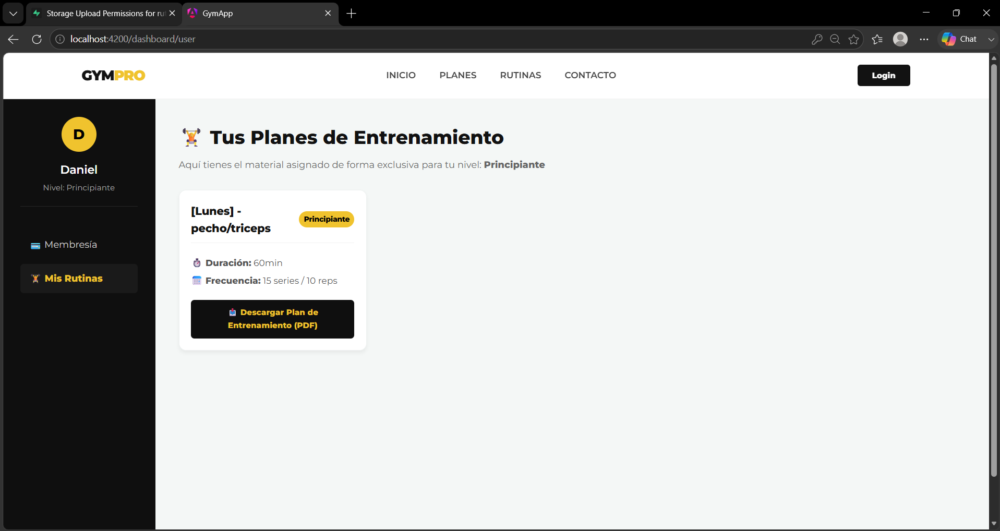 Storage Upload Permissions for rut
GymApp
localhost:4200/dashboard/user
Chat
GYMPRO
INICIO
PLANES
RUTINAS
CONTACTO
Login
D
Daniel
Nivel: Principiante
Membresía
Mis Rutinas
Tus Planes de Entrenamiento
Aquí tienes el material asignado de forma exclusiva para tu nivel: Principiante
[Lunes] -
pecho/triceps
Principiante
Duración: 60min
Frecuencia: 15 series / 10 reps
Descargar Plan de
Entrenamiento (PDF)